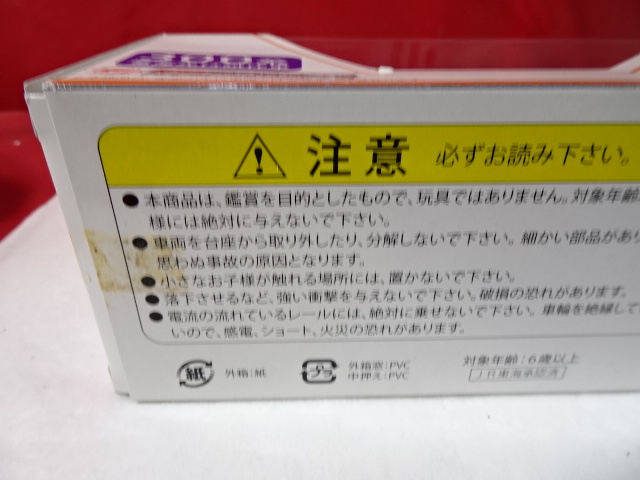 注意 必ずお読み下さい。
●本商品は、鑑賞を目的としたもので、玩具ではありません。対象年齢
様には絶対に与えないで下さい。
●車両を台座から取り外したり、分解しないで下さい。細かい部品があり
思わぬ事故の原因となります。
●小さなお子様が触れる場所には、置かないで下さい。
●落下させるなど、強い衝撃を与えないで下さい。破損の恐れがあります。
●電流の流れているレールには、絶対に乗せないで下さい。車輪を絶縁して
いので、感電、ショート、火災の恐れがあります。
紙 外箱:紙 プラ 外箱窓:PVC 対象年齢:6歳以上
中押え:PVC JR東海承認済